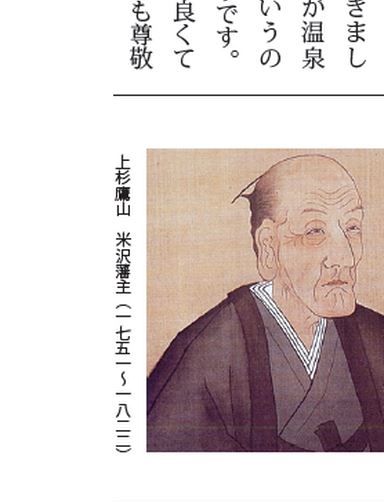 きまし
が温泉
いうの
です。
良くて
も尊敬
上杉鷹山　米沢藩主（一七五一～一八二二）